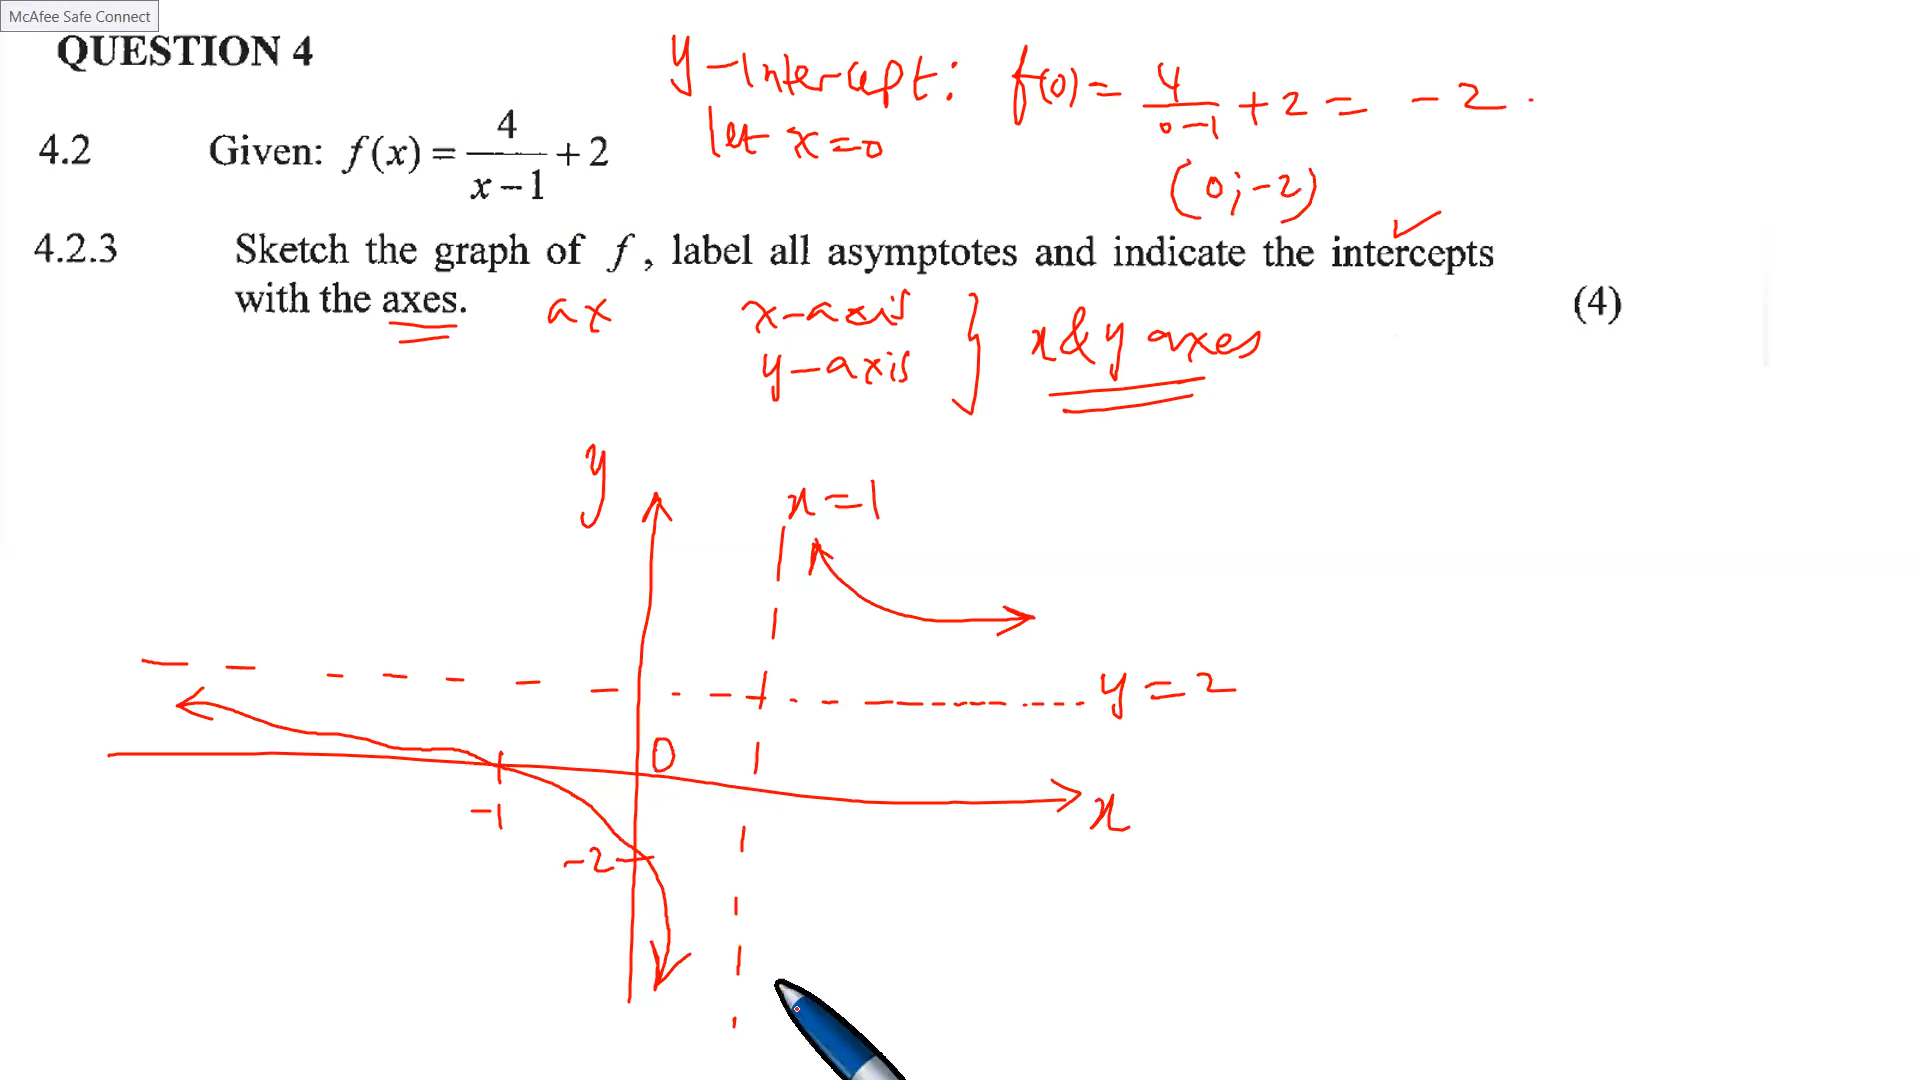 McAfee Safe Connect
QUESTION 4
y-intercept: f(0) = 4/(0-1) + 2 = -2.
let x=0
(0;-2)
4.2 Given: f(x) = 4/(x-1) + 2
4.2.3 Sketch the graph of f, label all asymptotes and indicate the intercepts
with the axes. (4)
ax
x-axis
y-axis
x & y axes
y
x=1
y=2
0
-1
x
-2